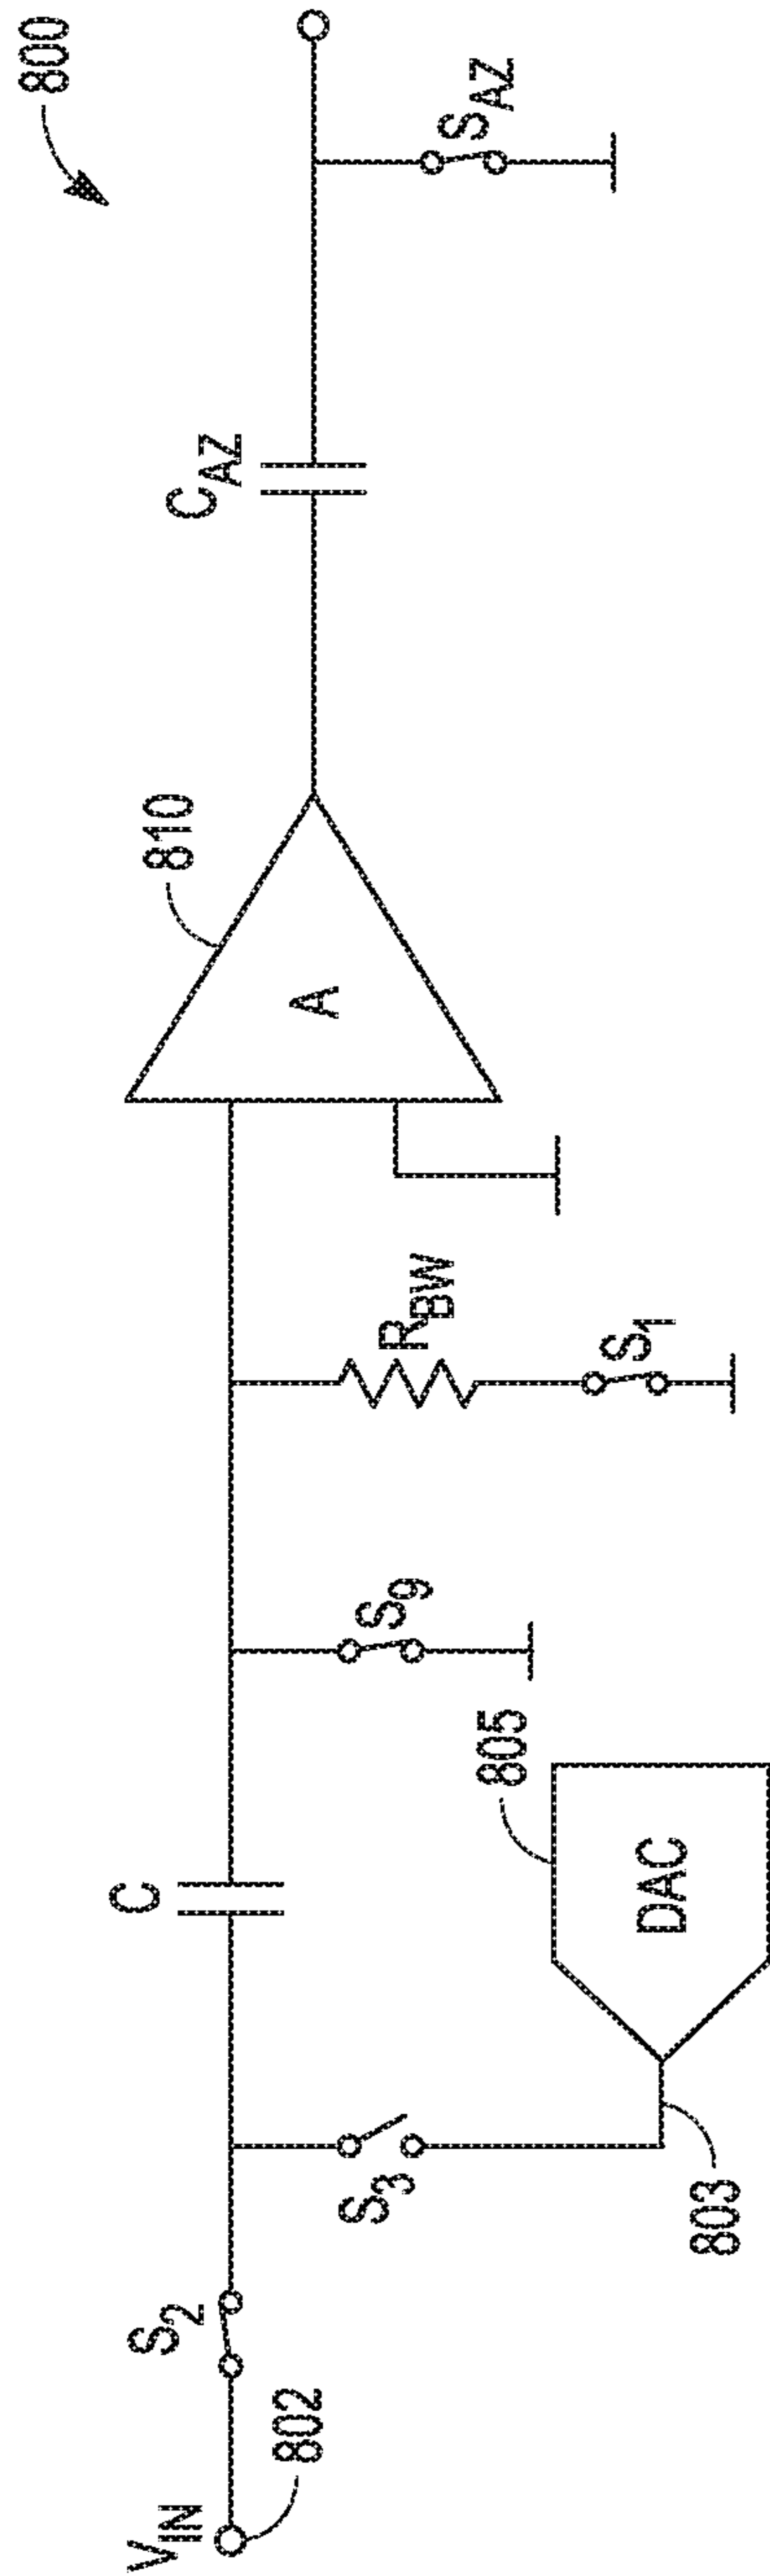 800
V_IN
802
S_2
S_3
803
C
DAC
805
S_9
R_BW
S_1
A
810
C_AZ
S_AZ